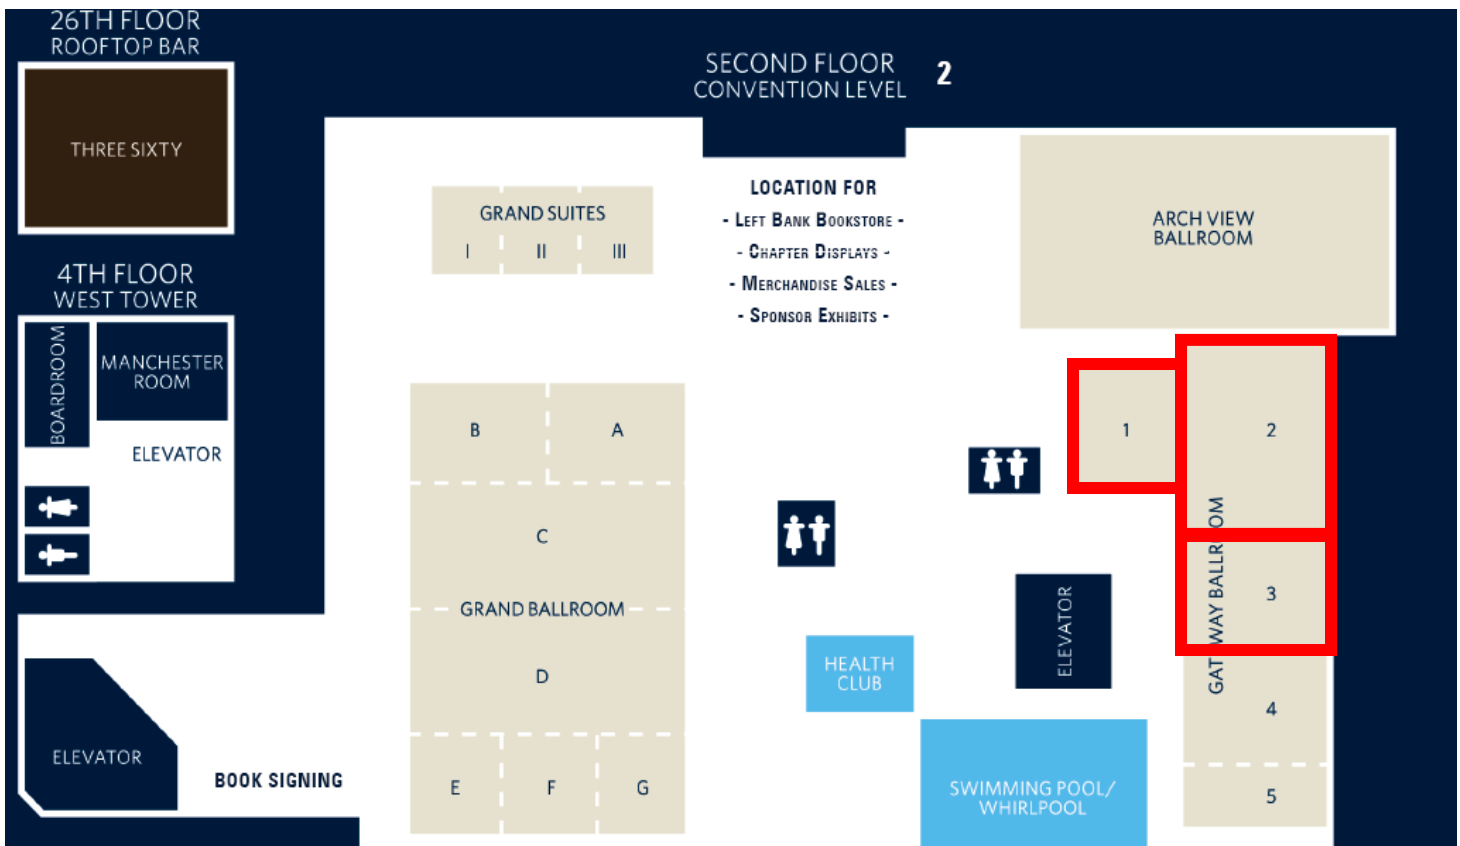 26TH FLOOR
ROOFTOP BAR
THREE SIXTY
4TH FLOOR
WEST TOWER
BOARDROOM
MANCHESTER
ROOM
ELEVATOR
ELEVATOR
BOOK SIGNING
SECOND FLOOR
CONVENTION LEVEL
2
GRAND SUITES
I
II
III
LOCATION FOR
- LEFT BANK BOOKSTORE -
- CHAPTER DISPLAYS -
- MERCHANDISE SALES -
- SPONSOR EXHIBITS -
ARCH VIEW
BALLROOM
B
A
C
GRAND BALLROOM
D
E
F
G
HEALTH
CLUB
ELEVATOR
SWIMMING POOL/
WHIRLPOOL
1
2
GATEWAY BALLROOM
3
4
5